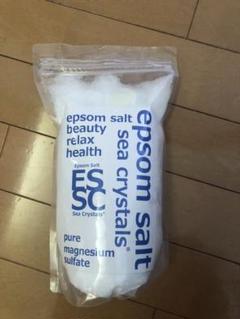 epsom salt
beauty
relax
health
Epsom Salt
ES
SC
Sea Crystals®
pure
magnesium
sulfate
epsom salt
sea crystals®